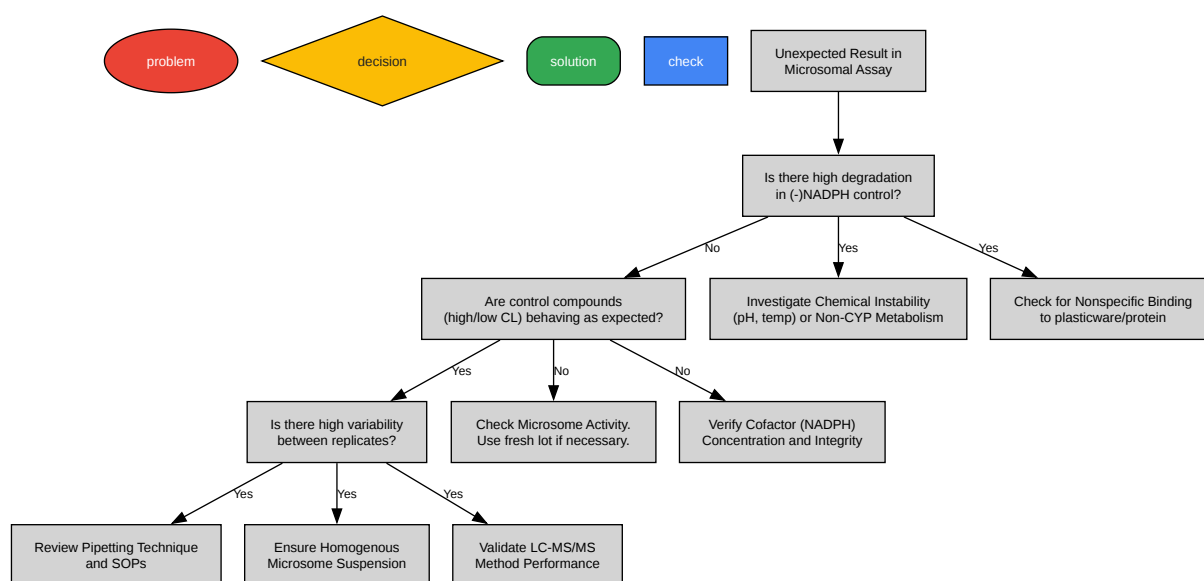 problem
decision
solution
check
Unexpected Result in
Microsomal Assay
Is there high degradation
in (-)NADPH control?
No
Yes
Yes
Are control compounds
(high/low CL) behaving as expected?
Investigate Chemical Instability
(pH, temp) or Non-CYP Metabolism
Check for Nonspecific Binding
to plasticware/protein
Yes
No
No
Is there high variability
between replicates?
Check Microsome Activity.
Use fresh lot if necessary.
Verify Cofactor (NADPH)
Concentration and Integrity
Yes
Yes
Yes
Review Pipetting Technique
and SOPs
Ensure Homogenous
Microsome Suspension
Validate LC-MS/MS
Method Performance